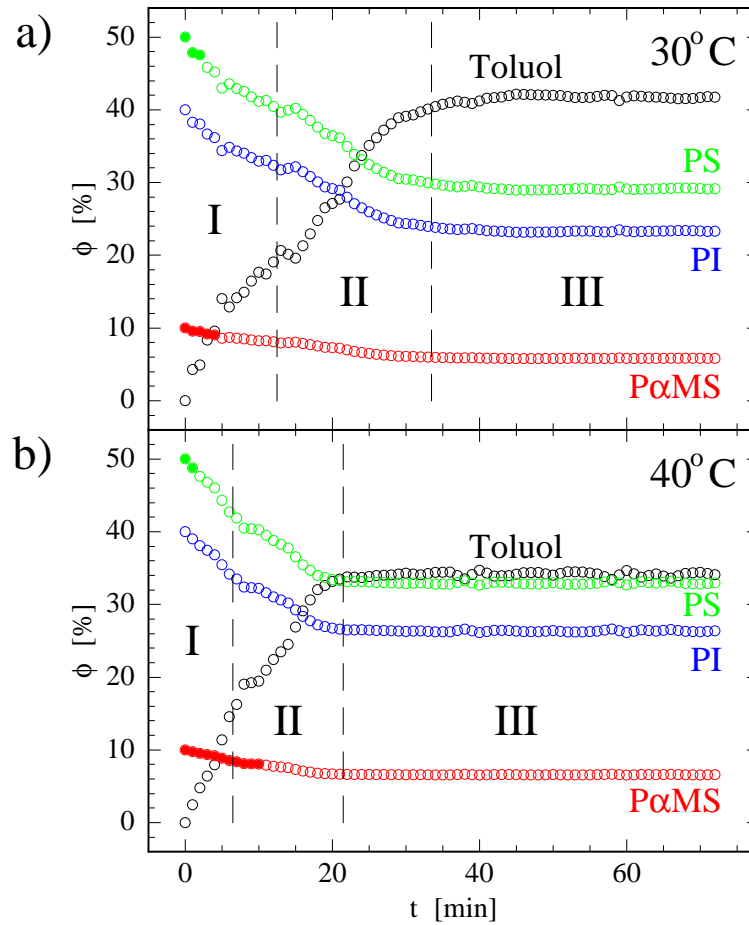 a)
30°C
50
40
30
20
10
0
ϕ [%]
Toluol
PS
PI
PαMS
I
II
III
b)
40°C
50
40
30
20
10
0
ϕ [%]
Toluol
PS
PI
PαMS
I
II
III
0 20 40 60
t [min]